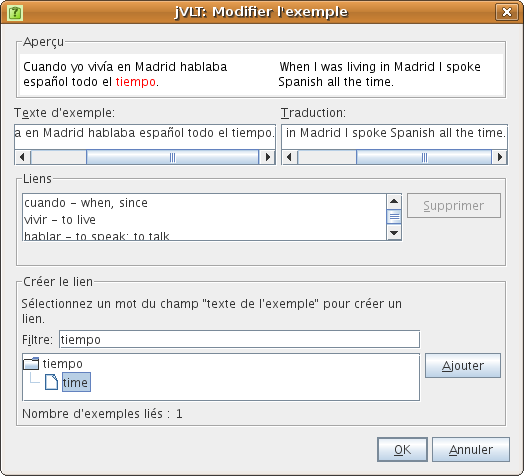 jVLT: Modifier l'exemple
Aperçu
Cuando yo vivía en Madrid hablaba
español todo el tiempo.
When I was living in Madrid I spoke
Spanish all the time.
Texte d'exemple:
Traduction:
a en Madrid hablaba español todo el tiempo.
in Madrid I spoke Spanish all the time.
Liens
cuando – when, since
vivir – to live
hablar – to speak; to talk
Supprimer
Créer le lien
Sélectionnez un mot du champ "texte de l'exemple" pour créer un
lien.
Filtre: tiempo
tiempo
time
Ajouter
Nombre d'exemples liés : 1
OK
Annuler